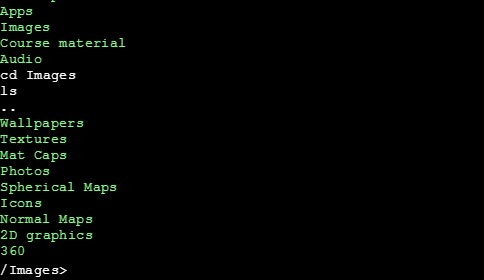 Apps
Images
Course material
Audio
cd Images
ls
..
Wallpapers
Textures
Mat Caps
Photos
Spherical Maps
Icons
Normal Maps
2D graphics
360
/Images>